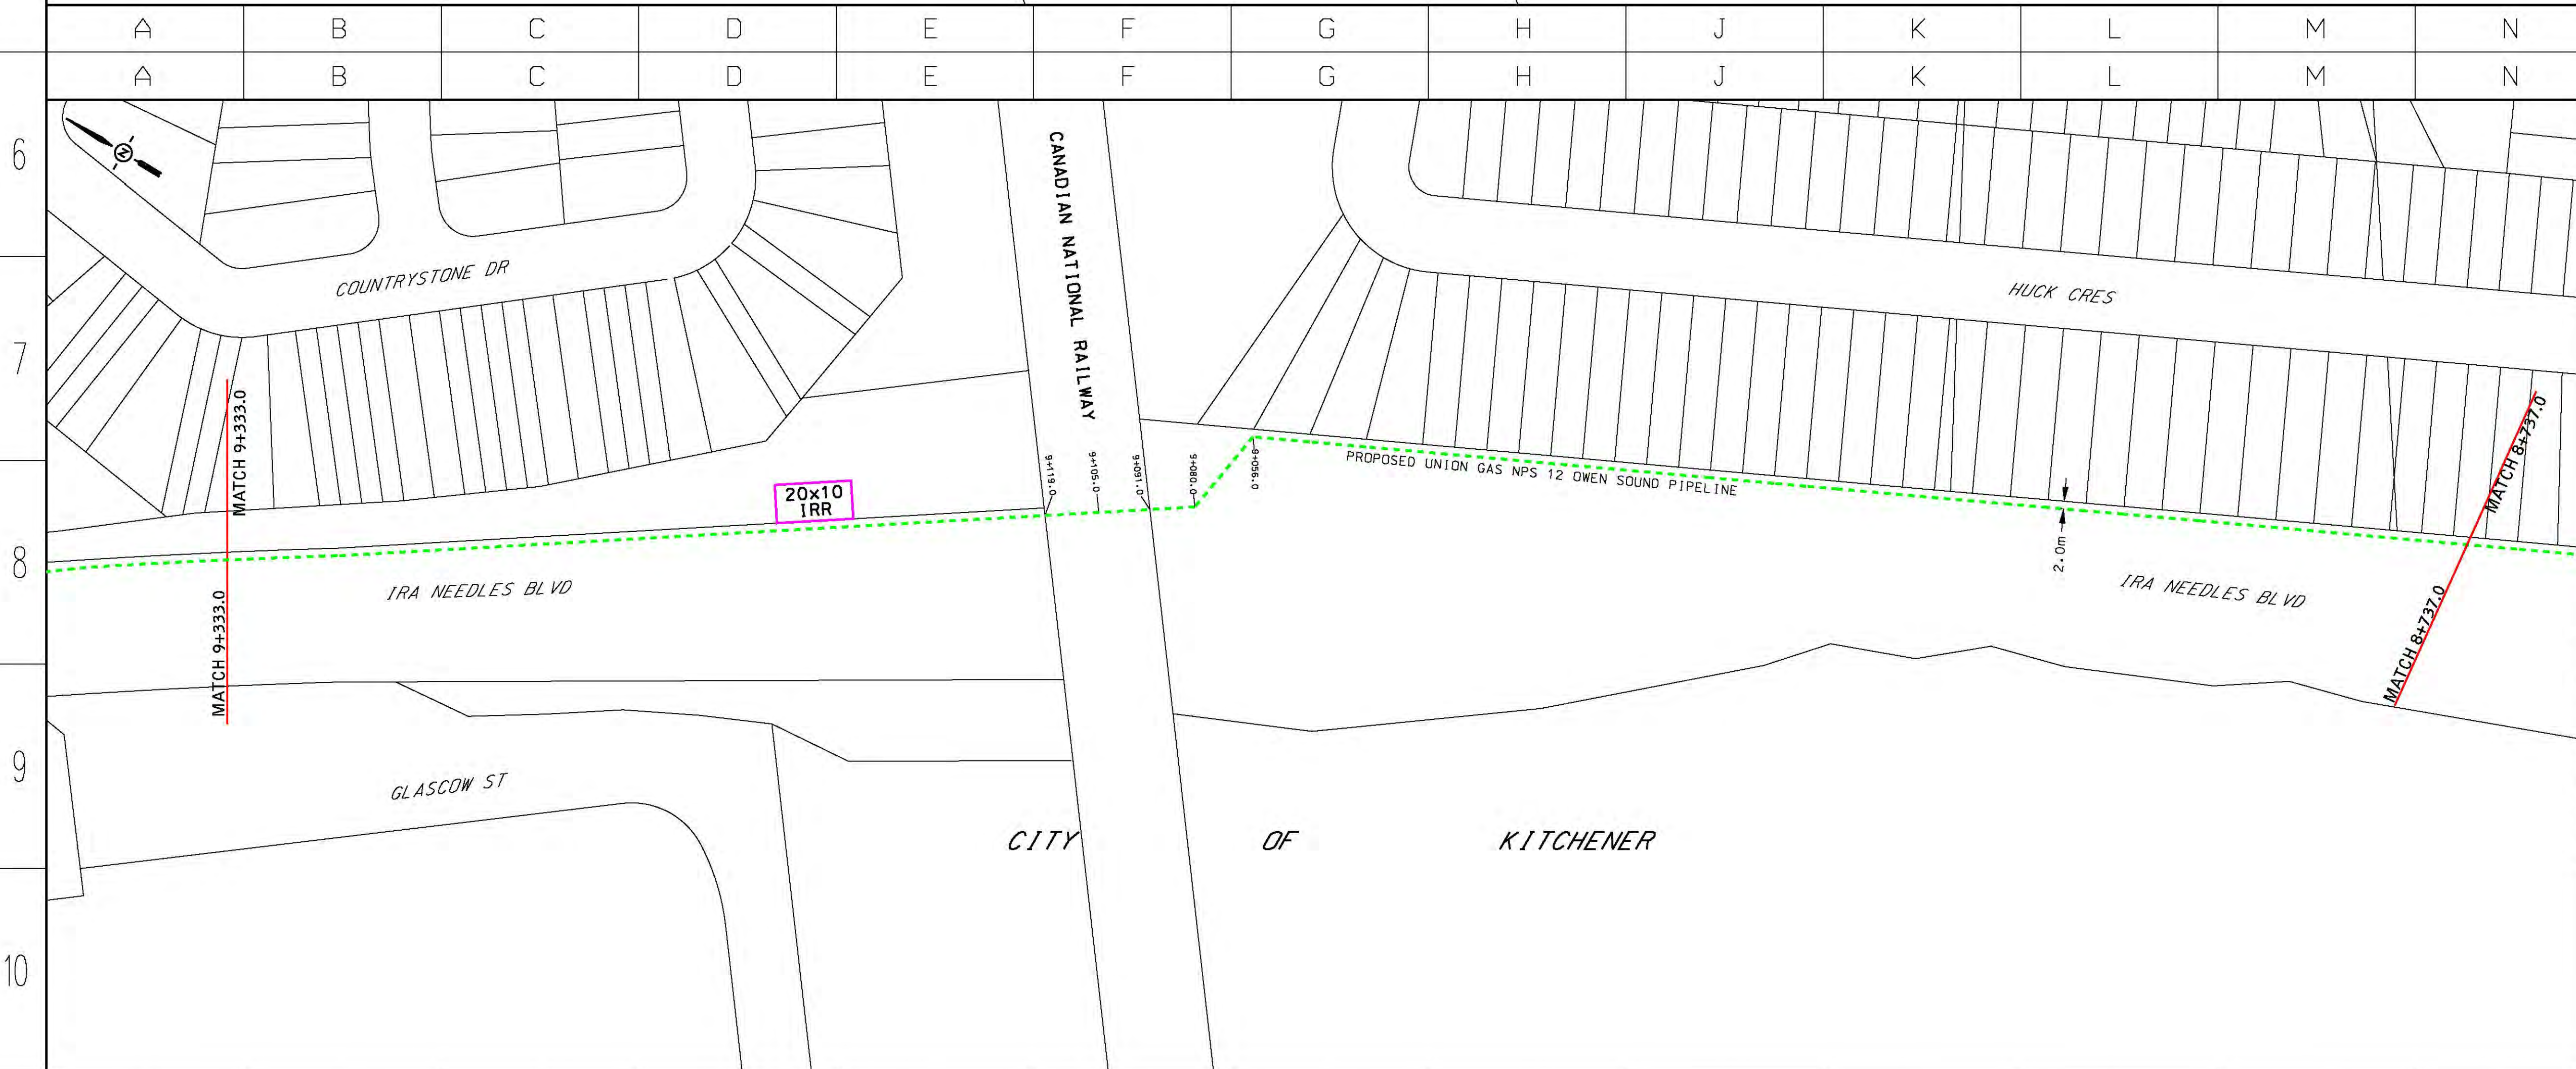 A B C D E F G H J K L M N
A B C D E F G H J K L M N
6
7
8
9
10
N
COUNTRYSTONE DR
CANADIAN NATIONAL RAILWAY
HUCK CRES
MATCH 9+333.0
MATCH 9+333.0
20x10
IRR
9+119.0
9+105.0
9+091.0
9+080.0
9+056.0
PROPOSED UNION GAS NPS 12 OWEN SOUND PIPELINE
2.0m
MATCH 8+737.0
MATCH 8+737.0
IRA NEEDLES BLVD
IRA NEEDLES BLVD
GLASCOW ST
CITY OF KITCHENER